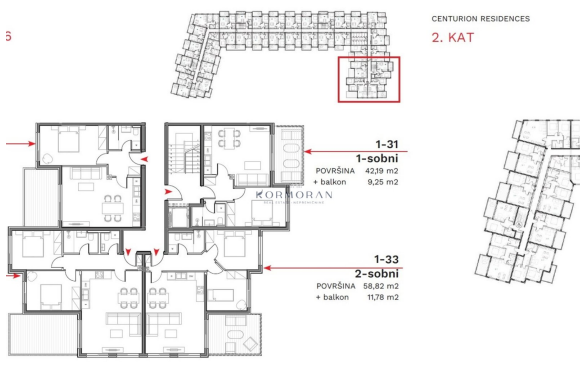 CENTURION RESIDENCES
2. KAT
6
1-31
1-sobni
POVRŠINA 42,19 m2
+ balkon 9,25 m2
KORMORAN
1-33
2-sobni
POVRŠINA 58,82 m2
+ balkon 11,78 m2